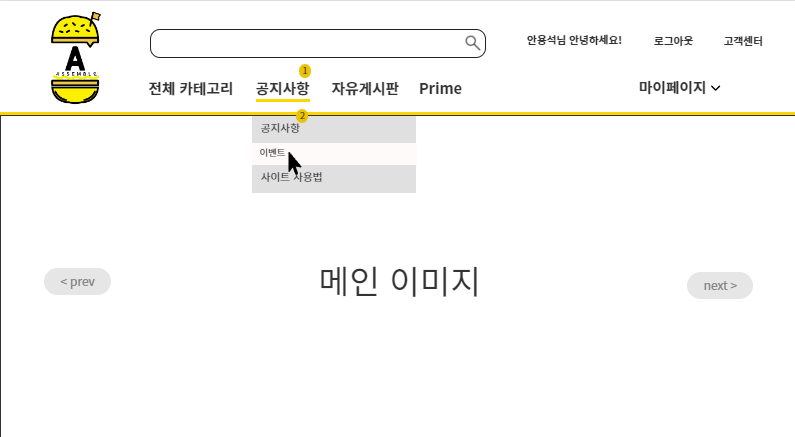 안용석님 안녕하세요! 로그아웃 고객센터
A
ASSEMBLE
1
전체 카테고리 공지사항 자유게시판 Prime 마이페이지
2
공지사항
이벤트
사이트 사용법
< prev 메인 이미지 next >